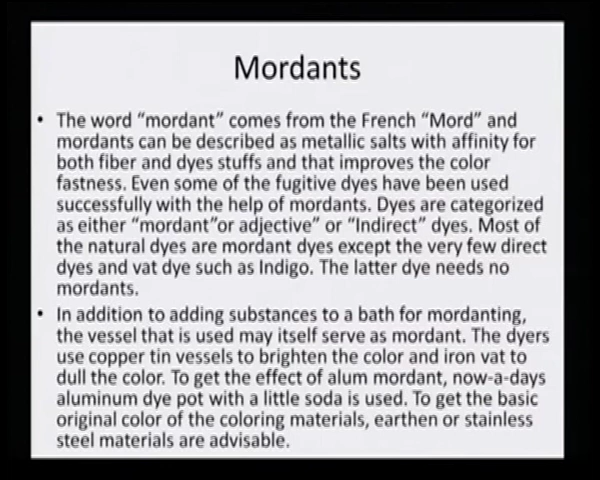 Mordants
• The word "mordant" comes from the French "Mord" and
mordants can be described as metallic salts with affinity for
both fiber and dyes stuffs and that improves the color
fastness. Even some of the fugitive dyes have been used
successfully with the help of mordants. Dyes are categorized
as either "mordant"or adjective" or "Indirect" dyes. Most of
the natural dyes are mordant dyes except the very few direct
dyes and vat dye such as Indigo. The latter dye needs no
mordants.
• In addition to adding substances to a bath for mordanting,
the vessel that is used may itself serve as mordant. The dyers
use copper tin vessels to brighten the color and iron vat to
dull the color. To get the effect of alum mordant, now-a-days
aluminum dye pot with a little soda is used. To get the basic
original color of the coloring materials, earthen or stainless
steel materials are advisable.